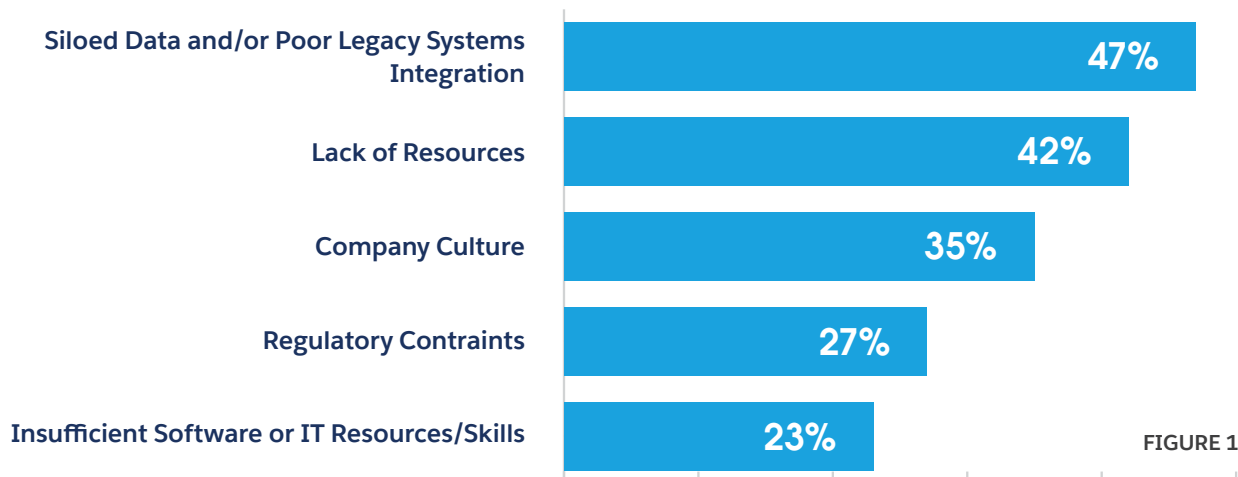 Siloed Data and/or Poor Legacy Systems
Integration
47%
Lack of Resources
42%
Company Culture
35%
Regulatory Contraints
27%
Insufficient Software or IT Resources/Skills
23%
FIGURE 1